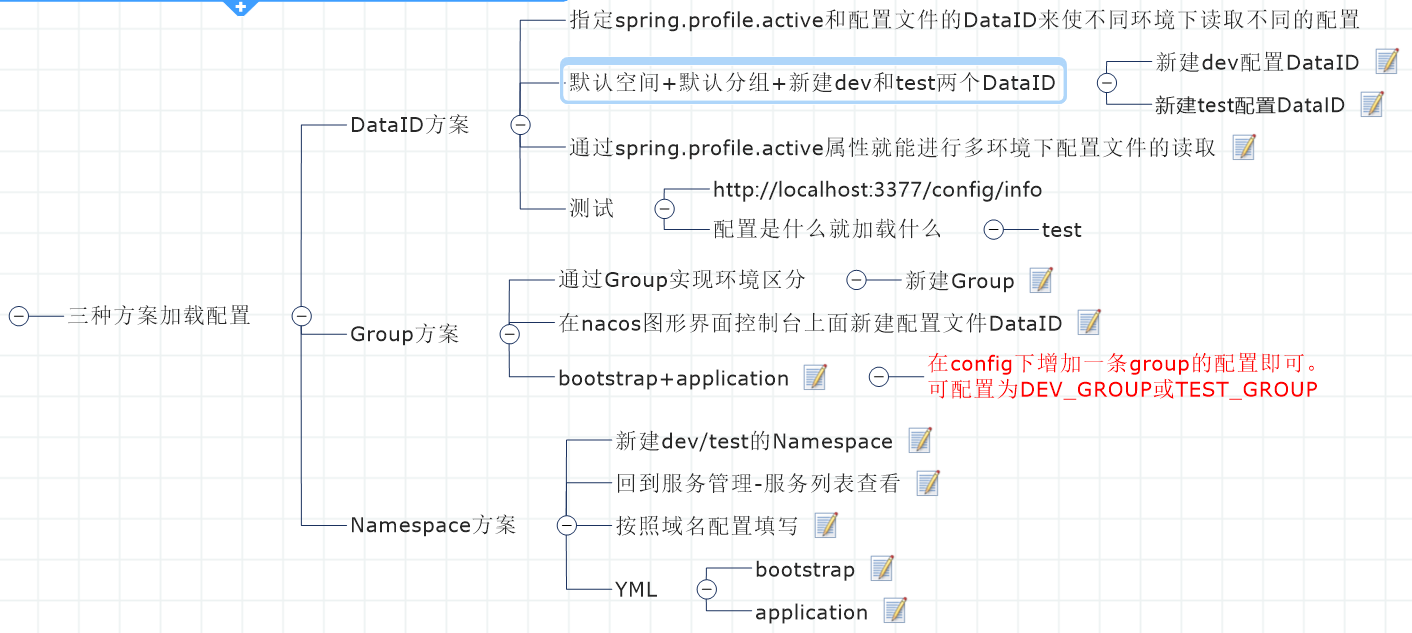 三种方案加载配置
DataID方案
指定spring.profile.active和配置文件的DataID来使不同环境下读取不同的配置
默认空间+默认分组+新建dev和test两个DataID
新建dev配置DataID
新建test配置DataID
通过spring.profile.active属性就能进行多环境下配置文件的读取
测试
http://localhost:3377/config/info
配置是什么就加载什么
test
Group方案
通过Group实现环境区分
新建Group
在nacos图形界面控制台上面新建配置文件DataID
bootstrap+application
在config下增加一条group的配置即可。
可配置为DEV_GROUP或TEST_GROUP
Namespace方案
新建dev/test的Namespace
回到服务管理-服务列表查看
按照域名配置填写
YML
bootstrap
application